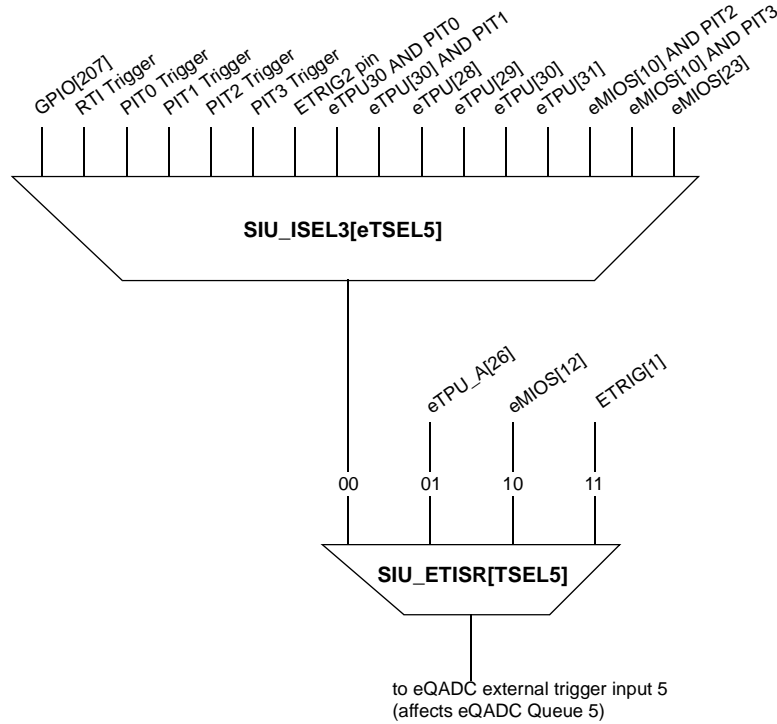 GPIO[207]
RTI Trigger
PIT0 Trigger
PIT1 Trigger
PIT2 Trigger
PIT3 Trigger
ETRIG2 pin
eTPU30 AND PIT0
eTPU[30] AND PIT1
eTPU[28]
eTPU[29]
eTPU[30]
eTPU[31]
eMIOS[10] AND PIT2
eMIOS[10] AND PIT3
eMIOS[23]
SIU_ISEL3[eTSEL5]
eTPU_A[26]
eMIOS[12]
ETRIG[1]
00
01
10
11
SIU_ETISR[TSEL5]
to eQADC external trigger input 5
(affects eQADC Queue 5)